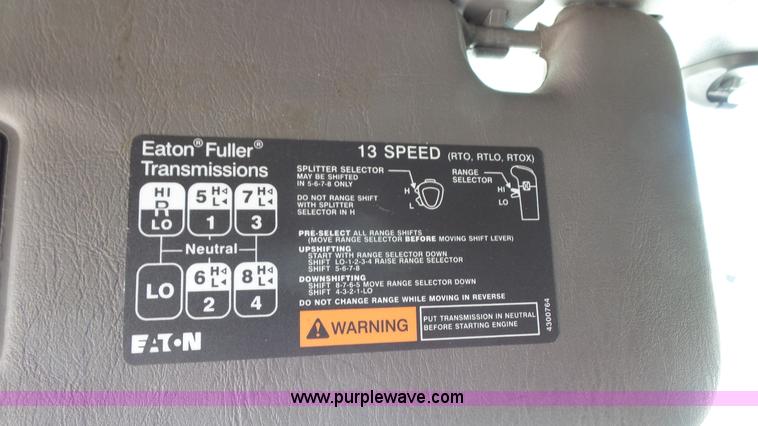 Eaton® Fuller®
Transmissions
13 SPEED (RTO, RTLO, RTOX)
SPLITTER SELECTOR
MAY BE SHIFTED
IN 5-6-7-8 ONLY
DO NOT RANGE SHIFT
WITH SPLITTER
SELECTOR IN H
H
L
RANGE
SELECTOR
HI
LO
HI
R
LO
5 H
L
1
7 H
L
3
Neutral
LO
6 H
L
2
8 H
L
4
PRE-SELECT ALL RANGE SHIFTS
(MOVE RANGE SELECTOR BEFORE MOVING SHIFT LEVER)
UPSHIFTING
START WITH RANGE SELECTOR DOWN
SHIFT LO-1-2-3-4 RAISE RANGE SELECTOR
SHIFT 5-6-7-8
DOWNSHIFTING
SHIFT 8-7-6-5 MOVE RANGE SELECTOR DOWN
SHIFT 4-3-2-1-LO
DO NOT CHANGE RANGE WHILE MOVING IN REVERSE
WARNING
PUT TRANSMISSION IN NEUTRAL
BEFORE STARTING ENGINE
4300764
EATON
www.purplewave.com